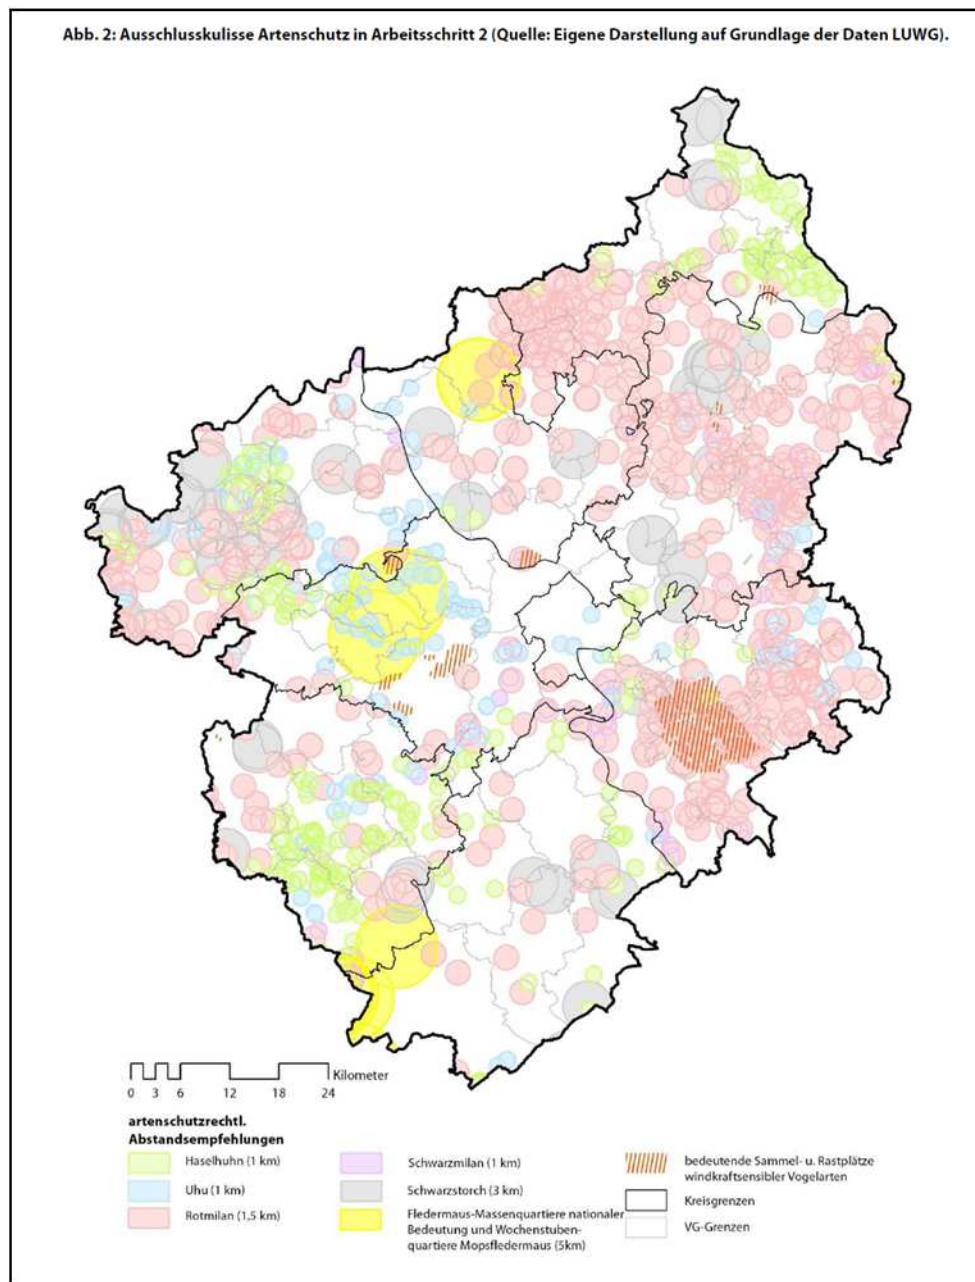 Abb. 2: Ausschlusskulisse Artenschutz in Arbeitsschritt 2 (Quelle: Eigene Darstellung auf Grundlage der Daten LUWG).
Kilometer
0 3 6 12 18 24
artenschutzrechtl.
Abstandsempfehlungen
Haselhuhn (1 km)
Uhu (1 km)
Rotmilan (1,5 km)
Schwarzmilan (1 km)
Schwarzstorch (3 km)
Fledermaus-Massenquartiere nationaler
Bedeutung und Wochenstuben-
quartiere Mopsfledermaus (5km)
bedeutende Sammel- u. Rastplätze
windkraftsensibler Vogelarten
Kreisgrenzen
VG-Grenzen